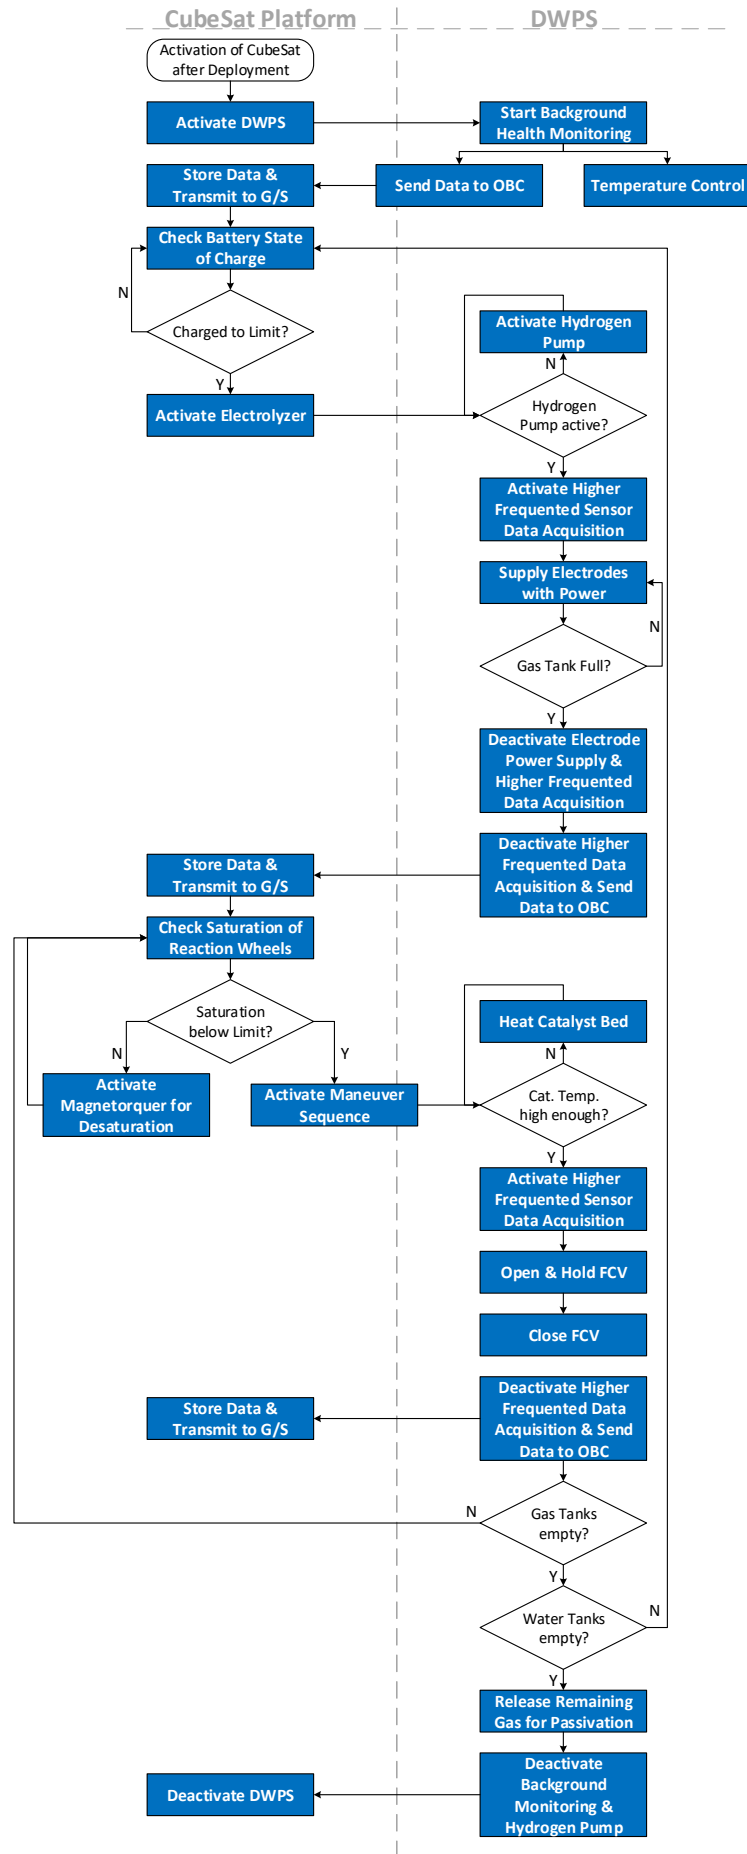 CubeSat Platform
DWPS
Activation of CubeSat
after Deployment
Activate DWPS
Start Background
Health Monitoring
Store Data &
Transmit to G/S
Send Data to OBC
Temperature Control
Check Battery State
of Charge
N
Charged to Limit?
Y
Activate Hydrogen
Pump
N
Activate Electrolyzer
Hydrogen
Pump active?
Y
Activate Higher
Frequented Sensor
Data Acquisition
Supply Electrodes
with Power
N
Gas Tank Full?
Y
Deactivate Electrode
Power Supply &
Higher Frequented
Data Acquisition
Store Data &
Transmit to G/S
Deactivate Higher
Frequented Data
Acquisition & Send
Data to OBC
Check Saturation of
Reaction Wheels
Saturation
below Limit?
N
Y
Heat Catalyst Bed
N
Activate
Magnetorquer for
Desaturation
Activate Maneuver
Sequence
Cat. Temp.
high enough?
Y
Activate Higher
Frequented Sensor
Data Acquisition
Open & Hold FCV
Close FCV
Store Data &
Transmit to G/S
Deactivate Higher
Frequented Data
Acquisition & Send
Data to OBC
N
Gas Tanks
empty?
Y
N
Water Tanks
empty?
Y
Release Remaining
Gas for Passivation
Deactivate DWPS
Deactivate
Background
Monitoring &
Hydrogen Pump